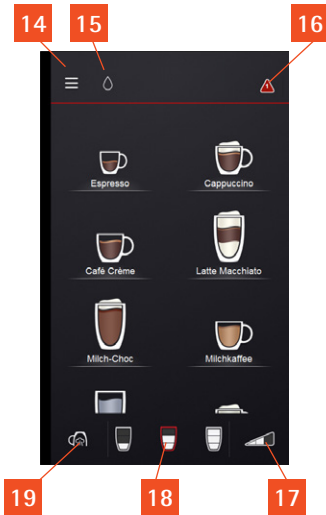 14
15
16
Espresso
Cappuccino
Café Crème
Latte Macchiato
Milch-Choc
Milchkaffee
19
18
17